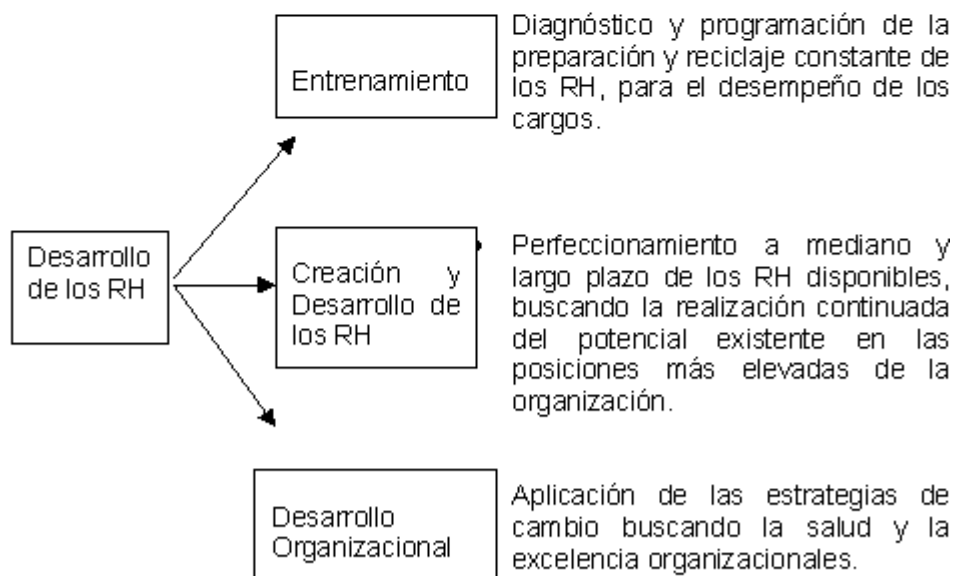 Entrenamiento
Diagnóstico y programación de la
preparación y reciclaje constante de
los RH, para el desempeño de los
cargos.
Desarrollo
de los RH
Creación y
Desarrollo de
los RH
Perfeccionamiento a mediano y
largo plazo de los RH disponibles,
buscando la realización continuada
del potencial existente en las
posiciones más elevadas de la
organización.
Desarrollo
Organizacional
Aplicación de las estrategias de
cambio buscando la salud y la
excelencia organizacionales.